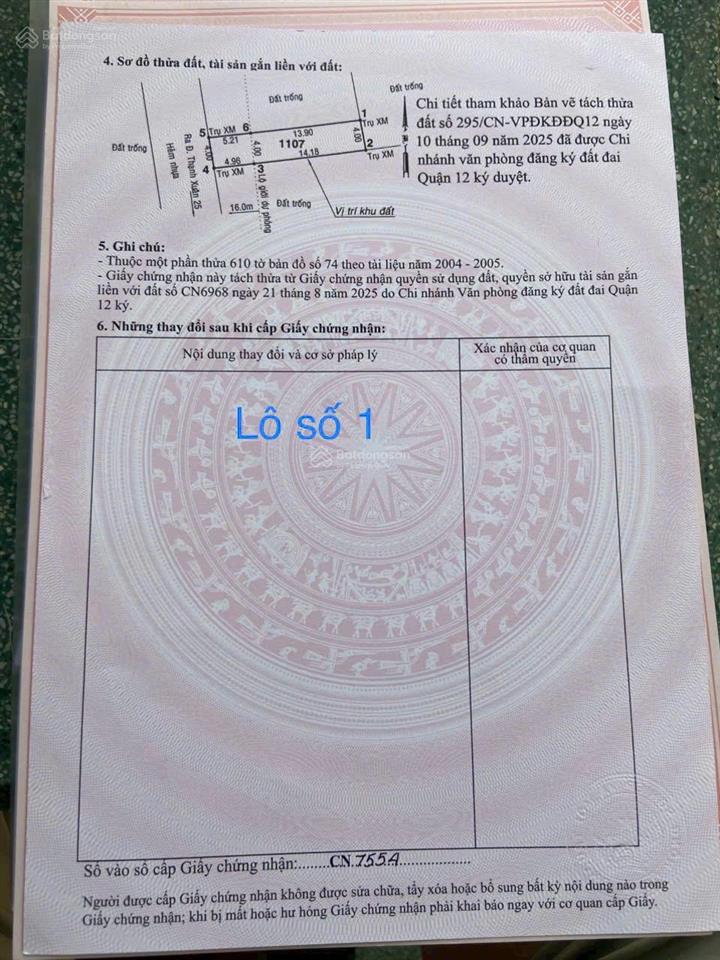 Batdongsan
by PropertyGuru
4. Sơ đồ thửa đất, tài sản gắn liền với đất:
Đất trống
Đất trống
1
Trụ XM
5
Trụ XM
6
13.90
5.21
4.00
2
Đất trống
Ra Đ. Thạnh Xuân 25
Hẻm nhựa
4.00
4.00
1107
14.18
Trụ XM
4.96
4
Trụ XM
3
Lộ giới dự phóng
Đất trống
16.0m
Vị trí khu đất
Chi tiết tham khảo Bản vẽ tách thửa
đất số 295/CN-VPĐKĐĐQ12 ngày
10 tháng 09 năm 2025 đã được Chi
nhánh văn phòng đăng ký đất đai
Quận 12 ký duyệt.
5. Ghi chú:
- Thuộc một phần thửa 610 tờ bản đồ số 74 theo tài liệu năm 2004 - 2005.
- Giấy chứng nhận này tách thửa từ Giấy chứng nhận quyền sử dụng đất, quyền sở hữu tài sản gắn
liền với đất số CN6968 ngày 21 tháng 8 năm 2025 do Chi nhánh Văn phòng đăng ký đất đai Quận
12 ký.
6. Những thay đổi sau khi cấp Giấy chứng nhận:
Nội dung thay đổi và cơ sở pháp lý
Xác nhận của cơ quan
có thẩm quyền
Lô số 1
Batdongsan
Số vào sổ cấp Giấy chứng nhận:.......CN.7554..................
Người được cấp Giấy chứng nhận không được sửa chữa, tẩy xóa hoặc bổ sung bất kỳ nội dung nào trong
Giấy chứng nhận; khi bị mất hoặc hư hỏng Giấy chứng nhận phải khai báo ngay với cơ quan cấp Giấy.